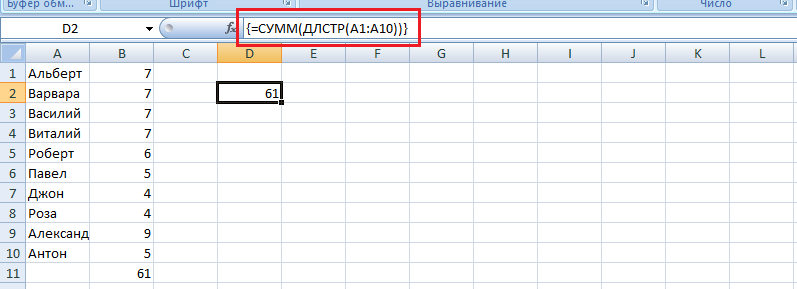 Буфер обм... Шрифт Выравнивание Число
D2 fx {=СУММ(ДЛСТР(A1:A10))}
A B C D E F G H I J K L
1 Альберт 7
2 Варвара 7 61
3 Василий 7
4 Виталий 7
5 Роберт 6
6 Павел 5
7 Джон 4
8 Роза 4
9 Александ 9
10 Антон 5
11 61